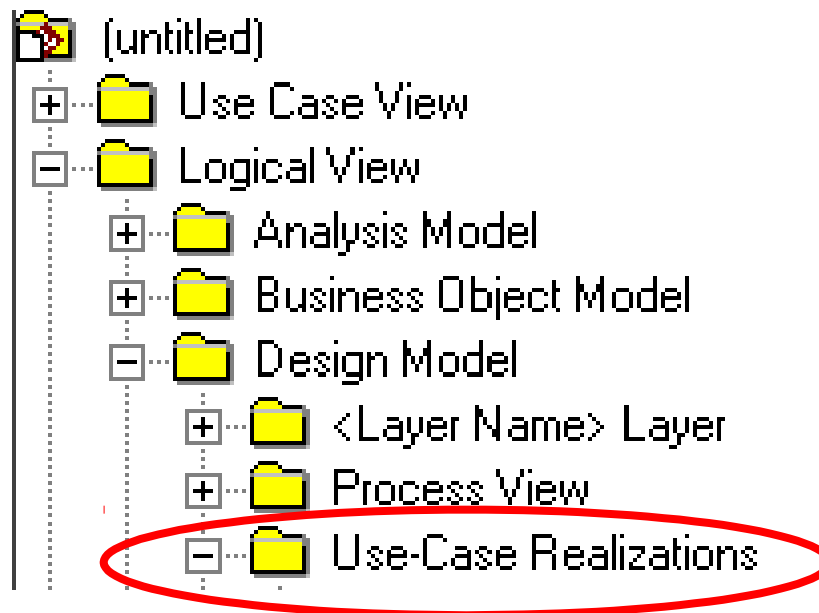 (untitled)
Use Case View
Logical View
Analysis Model
Business Object Model
Design Model
<Layer Name> Layer
Process View
Use-Case Realizations